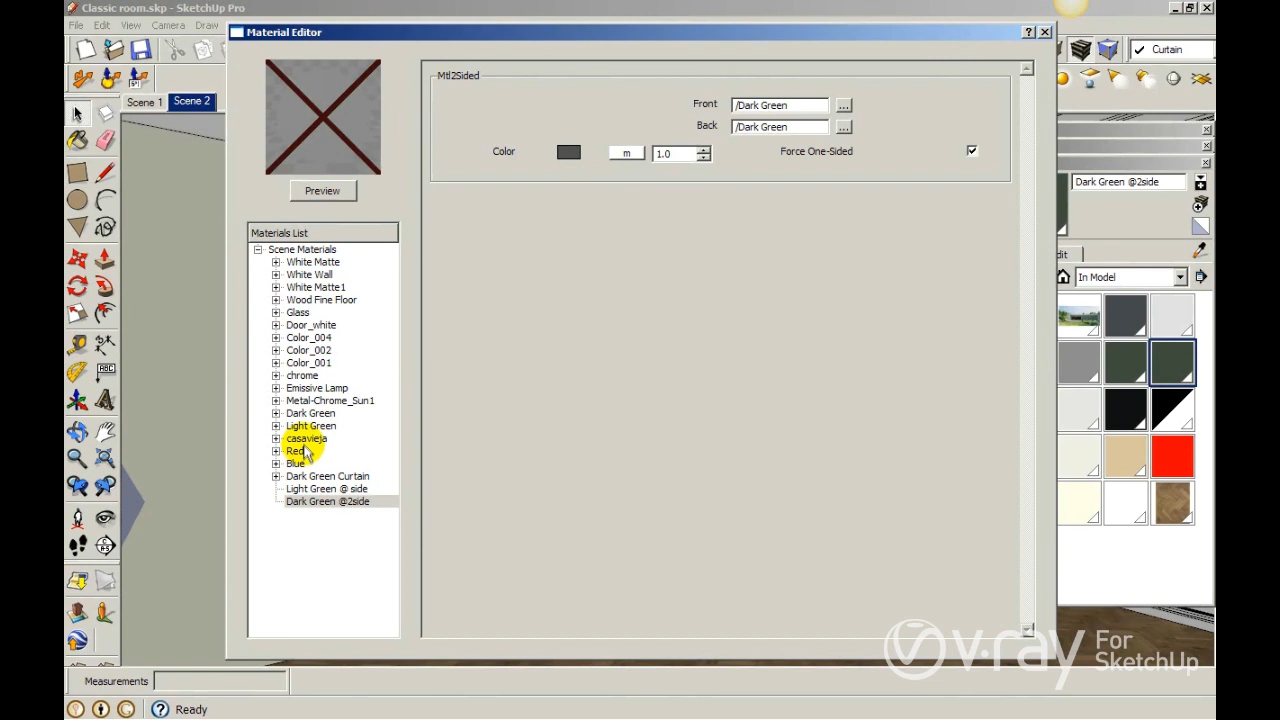 Classic room.skp - SketchUp Pro
File Edit View Camera Draw
Material Editor
Curtain
Scene 1 Scene 2
Mtl2Sided
Front /Dark Green ...
Back /Dark Green ...
Color m 1.0 Force One-Sided
Preview
Materials List
Scene Materials
White Matte
White Wall
White Matte1
Wood Fine Floor
Glass
Door_white
Color_004
Color_002
Color_001
chrome
Emissive Lamp
Metal-Chrome_Sun1
Dark Green
Light Green
casavieja
Red
Blue
Dark Green Curtain
Light Green @ side
Dark Green @2side
Dark Green @2side
In Model
ABC
v·ray For SketchUp
Measurements
Ready